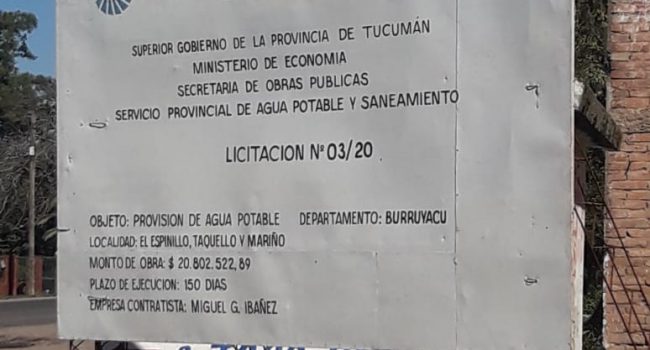 SUPERIOR GOBIERNO DE LA PROVINCIA DE TUCUMÁN
MINISTERIO DE ECONOMIA
SECRETARIA DE OBRAS PUBLICAS
SERVICIO PROVINCIAL DE AGUA POTABLE Y SANEAMIENTO
LICITACION Nº 03/20
OBJETO: PROVISION DE AGUA POTABLE DEPARTAMENTO: BURRUYACU
LOCALIDAD: EL ESPINILLO, TAQUELLO Y MARIÑO
MONTO DE OBRA: $ 20.802.522,89
PLAZO DE EJECUCION: 150 DIAS
EMPRESA CONTRATISTA: MIGUEL G. IBAÑEZ